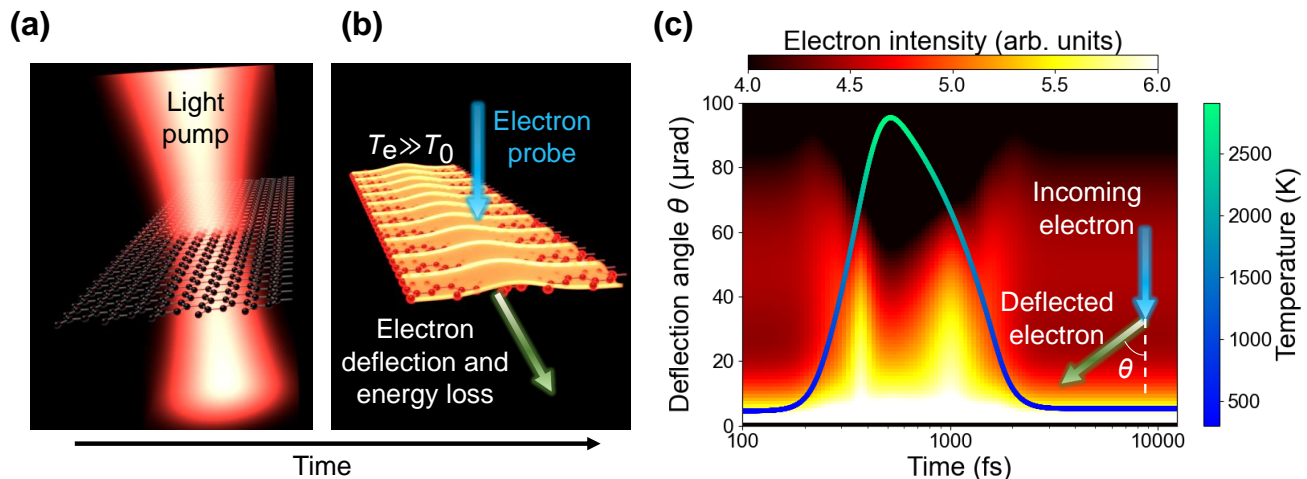 (a)
Light
pump
(b)
Tₑ≫T₀
Electron
probe
Electron
deflection and
energy loss
Time
(c)
Electron intensity (arb. units)
4.0 4.5 5.0 5.5 6.0
Deflection angle θ (μrad)
100
80
60
40
20
0
Incoming
electron
Deflected
electron
θ
100 1000 10000
Time (fs)
2500
2000
1500
1000
500
Temperature (K)